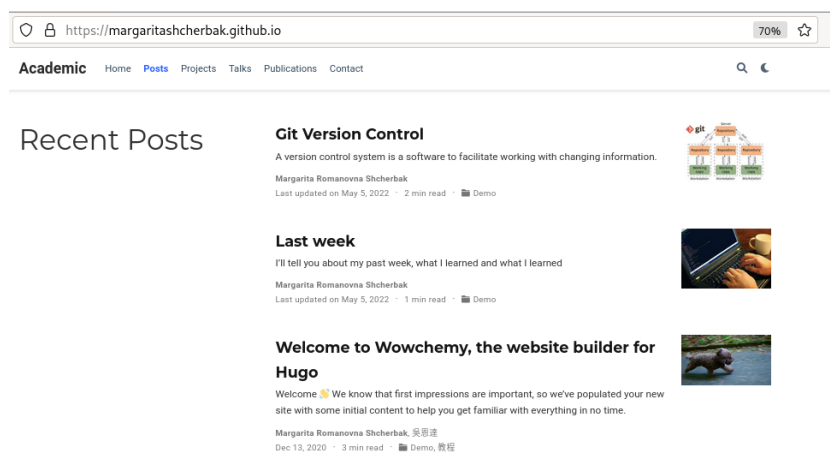 https://margaritashcherbak.github.io 70%
Academic Home Posts Projects Talks Publications Contact
Recent Posts
Git Version Control
A version control system is a software to facilitate working with changing information.
Margarita Romanovna Shcherbak
Last updated on May 5, 2022 · 2 min read · Demo
git
Repository
Repository Repository Repository
Last week
I'll tell you about my past week, what I learned and what I learned
Margarita Romanovna Shcherbak
Last updated on May 5, 2022 · 1 min read · Demo
Welcome to Wowchemy, the website builder for
Hugo
Welcome 👋 We know that first impressions are important, so we've populated your new
site with some initial content to help you get familiar with everything in no time.
Margarita Romanovna Shcherbak, 吳恩達
Dec 13, 2020 · 3 min read · Demo, 教程